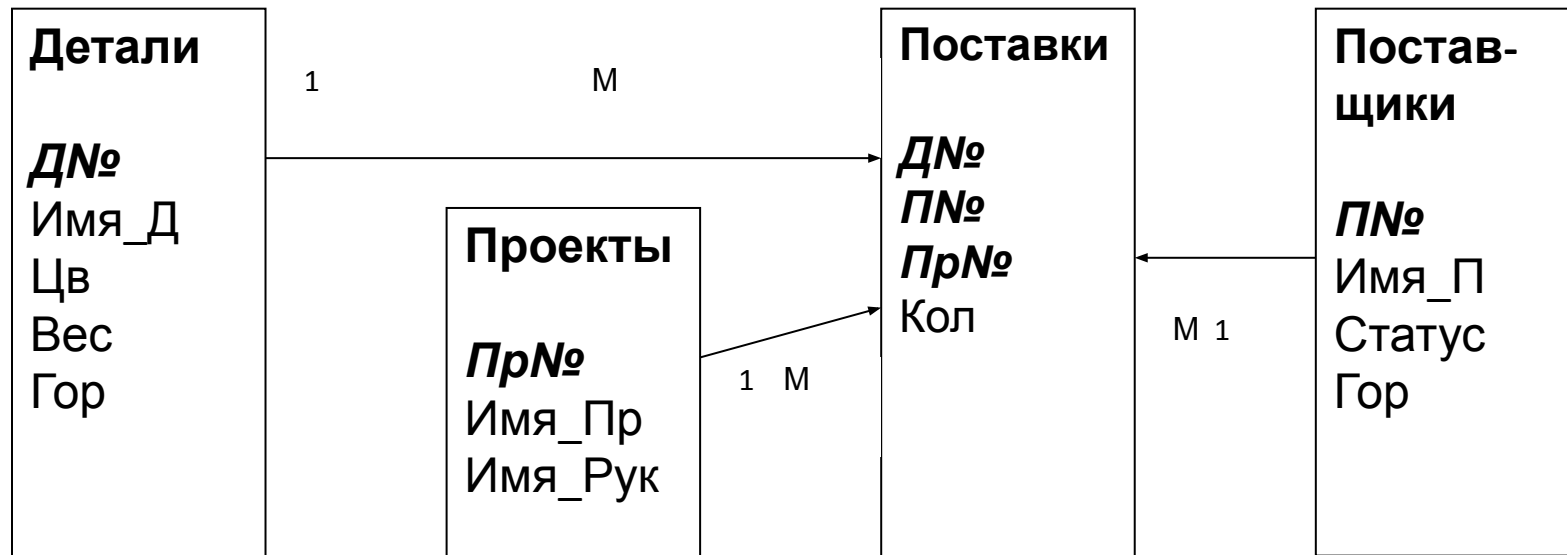 Детали
Д№
Имя_Д
Цв
Вес
Гор
1
М
Проекты
Пр№
Имя_Пр
Имя_Рук
1 М
Поставки
Д№
П№
Пр№
Кол
М 1
Постав-
щики
П№
Имя_П
Статус
Гор